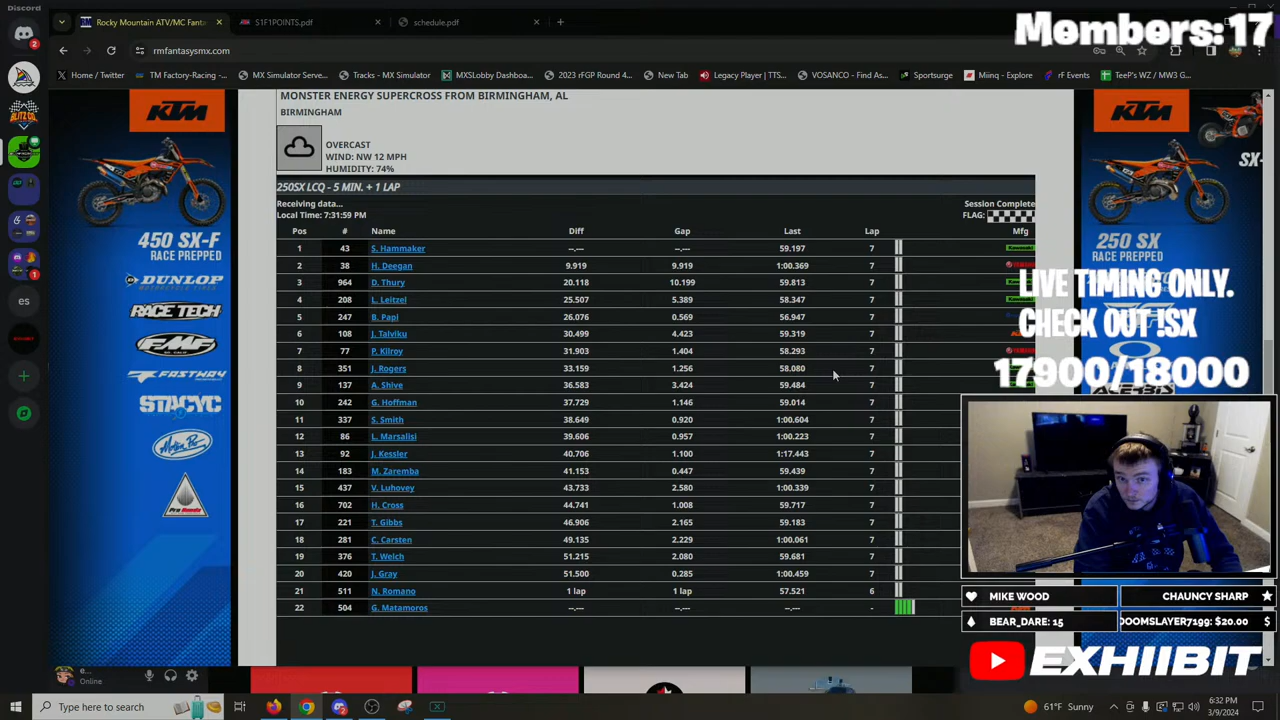 Discord
Rocky Mountain ATV/MC Fanta
S1F1POINTS.pdf
schedule.pdf
Members:17
rmfantasysmx.com
Home / Twitter
TM Factory-Racing -...
MX Simulator Serve...
Tracks - MX Simulator
MXSLobby Dashboa...
2023 rFGP Round 4...
New Tab
Legacy Player | TTS...
VOSANCO - Find As...
Sportsurge
Miinq - Explore
rF Events
TeeP's WZ / MW3 G...
MONSTER ENERGY SUPERCROSS FROM BIRMINGHAM, AL
BIRMINGHAM
OVERCAST
WIND: NW 12 MPH
HUMIDITY: 74%
250SX LCQ - 5 MIN. + 1 LAP
Receiving data...
Session Complete
Local Time: 7:31:59 PM
FLAG:
Pos # Name Diff Gap Last Lap Mfg
1 43 S. Hammaker --.--- --.--- 59.197 7 Kawasaki
2 38 H. Deegan 9.919 9.919 1:00.369 7
3 964 D. Thury 20.118 10.199 59.813 7
4 208 L. Leitzel 25.507 5.389 58.347 7
5 247 B. Papi 26.076 0.569 56.947 7
6 108 J. Talviku 30.499 4.423 59.319 7
7 77 P. Kilroy 31.903 1.404 58.293 7
8 351 J. Rogers 33.159 1.256 58.080 7
9 137 A. Shive 36.583 3.424 59.484 7
10 242 G. Hoffman 37.729 1.146 59.014 7
11 337 S. Smith 38.649 0.920 1:00.604 7
12 86 L. Marsalisi 39.606 0.957 1:00.223 7
13 92 J. Kessler 40.706 1.100 1:17.443 7
14 183 M. Zaremba 41.153 0.447 59.439 7
15 437 V. Luhovey 43.733 2.580 1:00.339 7
16 702 H. Cross 44.741 1.008 59.717 7
17 221 T. Gibbs 46.906 2.165 59.183 7
18 281 C. Carsten 49.135 2.229 1:00.061 7
19 376 T. Welch 51.215 2.080 59.681 7
20 420 J. Gray 51.500 0.285 1:00.459 7
21 511 N. Romano 1 lap 1 lap 57.521 6
22 504 G. Matamoros --.--- --.--- --.--- -
KTM
450 SX-F
RACE PREPPED
DUNLOP
MOTORCYCLE TIRES
RACE TECH
FMF
FASTWAY
STACYC
Motion Pro
Pro Honda
KTM
SX-
250 SX
RACE PREPPED
LIVE TIMING ONLY.
CHECK OUT !SX
17900/18000
ACERBIS
MIKE WOOD
CHAUNCY SHARP
BEAR_DARE: 15
DOOMSLAYER7199: $20.00
EXHIIBIT
es
e...
Online
Type here to search
61°F Sunny
6:32 PM
3/9/2024